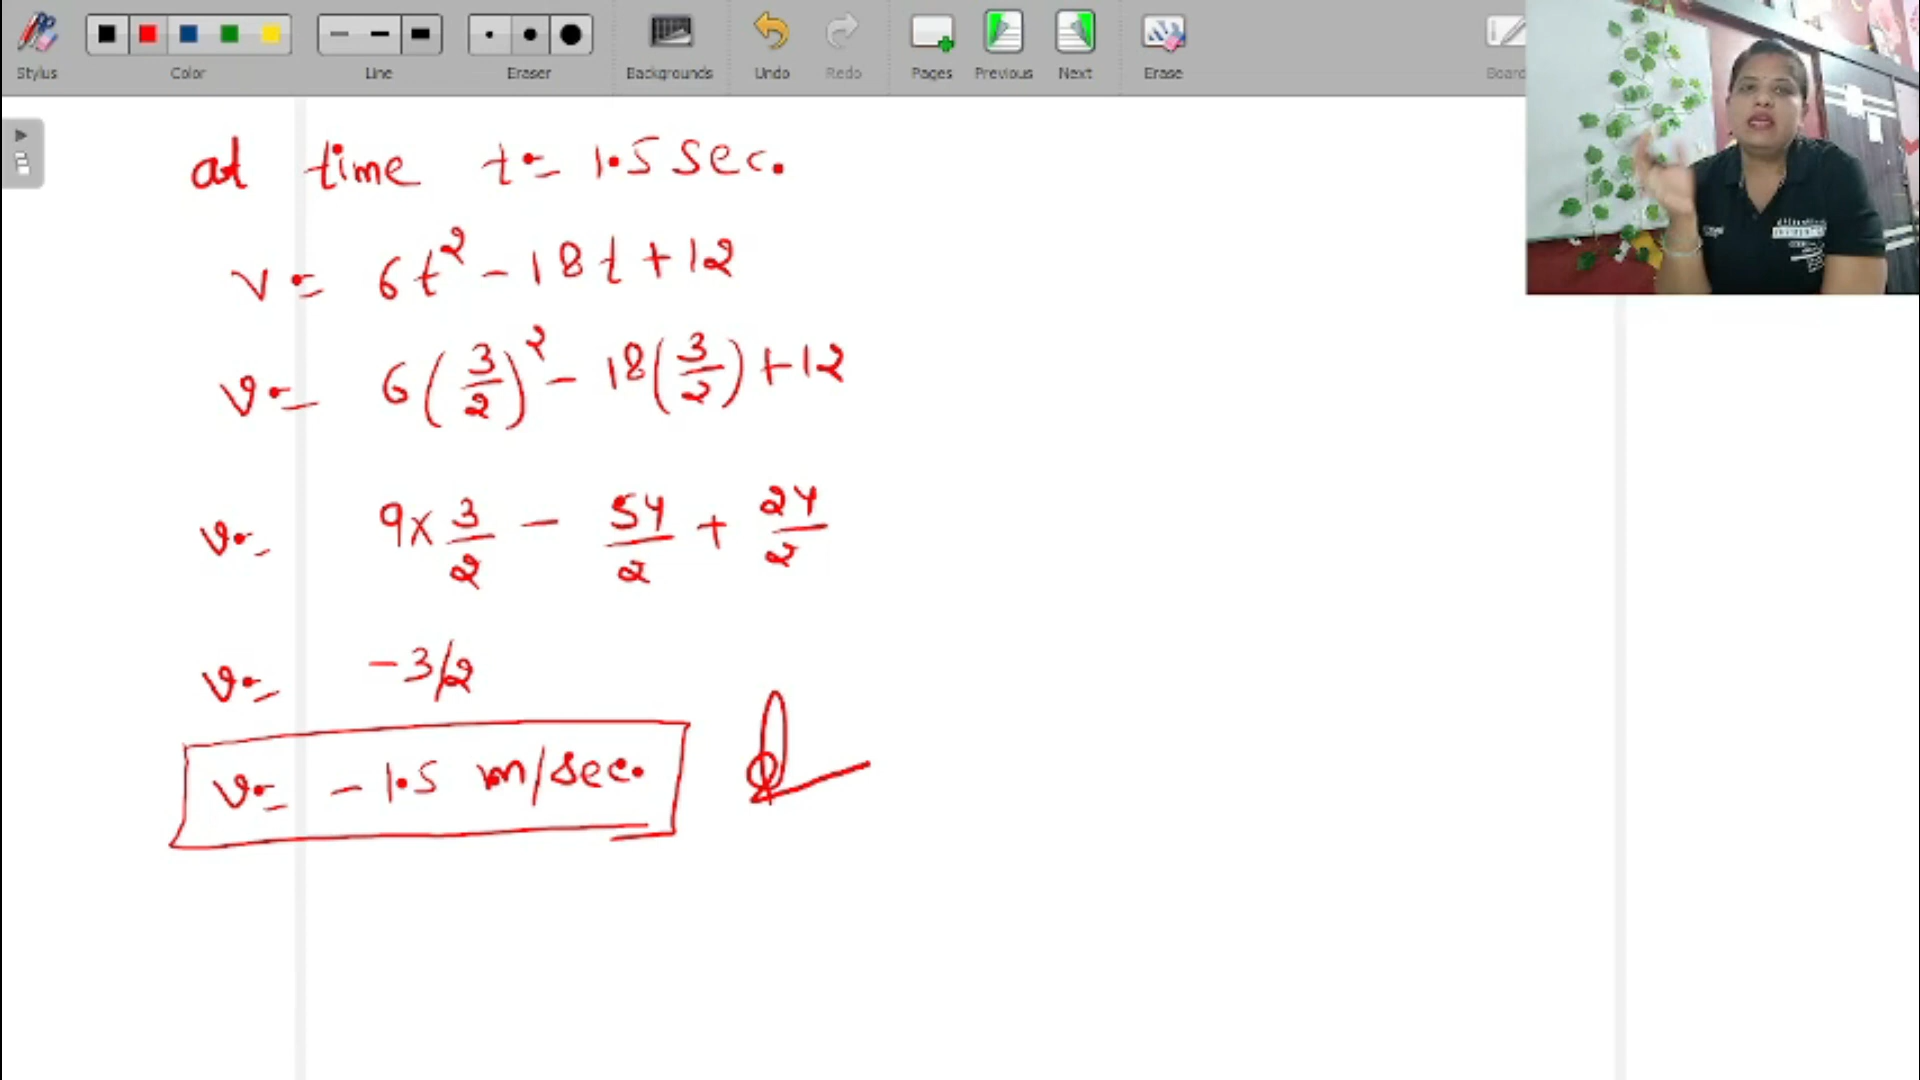 Stylus Color Line Eraser Backgrounds Undo Redo Pages Previous Next Erase Board
at time t = 1.5 sec.
v = 6t² - 18t + 12
v = 6(3/2)² - 18(3/2) + 12
v = 9 × 3/2 - 54/2 + 24/2
v = -3/2
v = -1.5 m/sec.